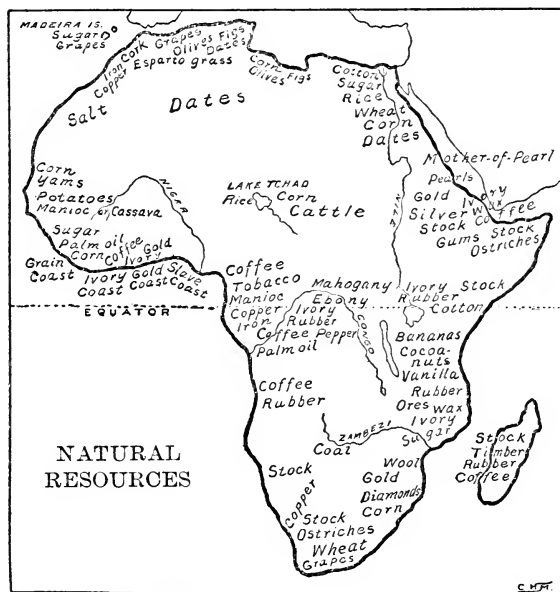 MADEIRA IS.
Sugar
Grapes
Iron
Copper
Cork
Grapes
Olives
Figs
Dates
Esparto grass
Corn
Olives
Figs
Salt
Dates
Cotton
Sugar
Rice
Wheat
Corn
Dates
NILE
Mother-of-Pearl
Pearls
Gold
Ivory
Silver
Wax
Stock
Coffee
Gums
Stock
Ostriches
Corn
Yams
Potatoes
Manioc or Cassava
NIGER
LAKE TCHAD
Rice
Corn
Cattle
Sugar
Palm oil
Corn
Coffee
Ivory
Gold
Grain
Coast
Ivory
Coast
Gold
Coast
Slave
Coast
EQUATOR
Coffee
Tobacco
Manioc
Copper
Iron
Mahogany
Ebony
Ivory
Rubber
Coffee
Pepper
Palm oil
CONGO
Ivory
Stock
Rubber
Cotton
Bananas
Cocoa-
nuts
Vanilla
Rubber
Ores
Wax
Ivory
Sugar
Coffee
Rubber
ZAMBEZI
Coal
NATURAL
RESOURCES
Stock
Copper
Wool
Gold
Diamonds
Corn
Stock
Ostriches
Wheat
Grapes
Stock
Timber
Rubber
Coffee
C.H.M.